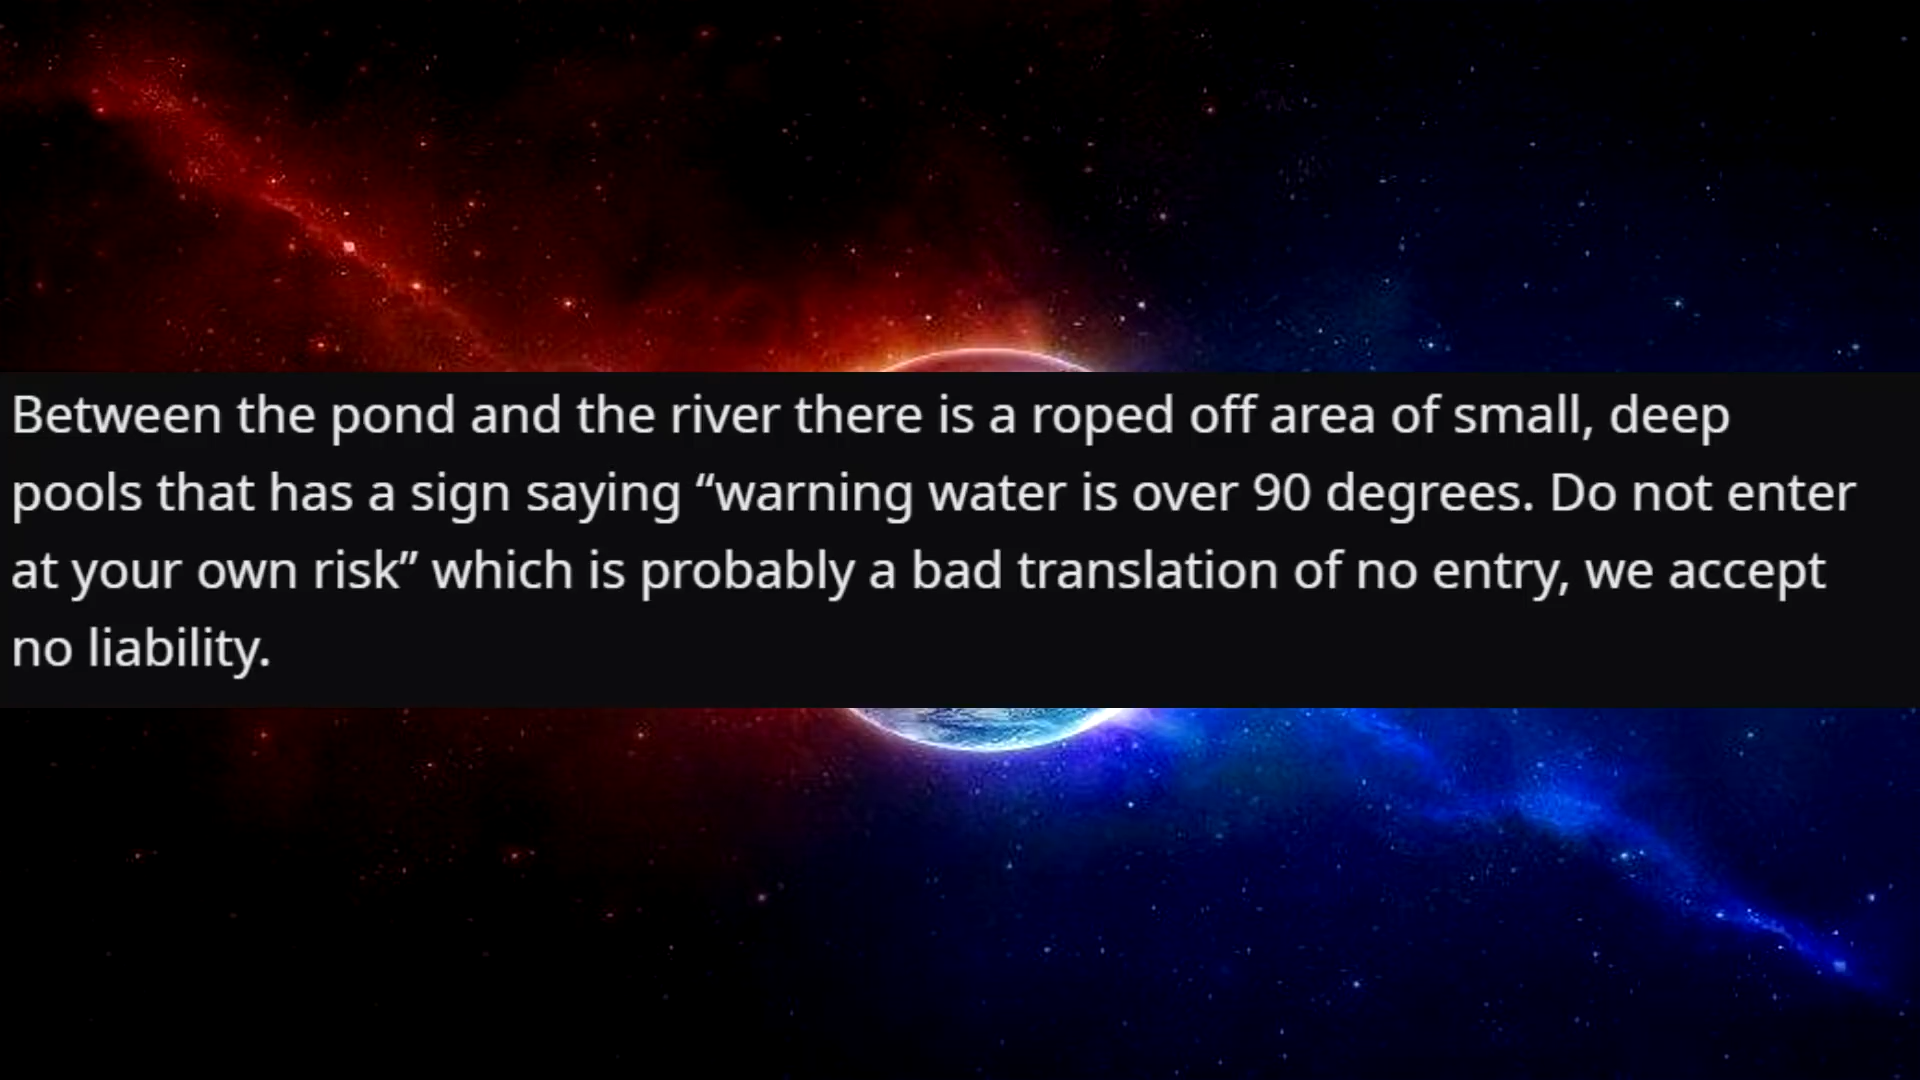 Between the pond and the river there is a roped off area of small, deep
pools that has a sign saying “warning water is over 90 degrees. Do not enter
at your own risk” which is probably a bad translation of no entry, we accept
no liability.